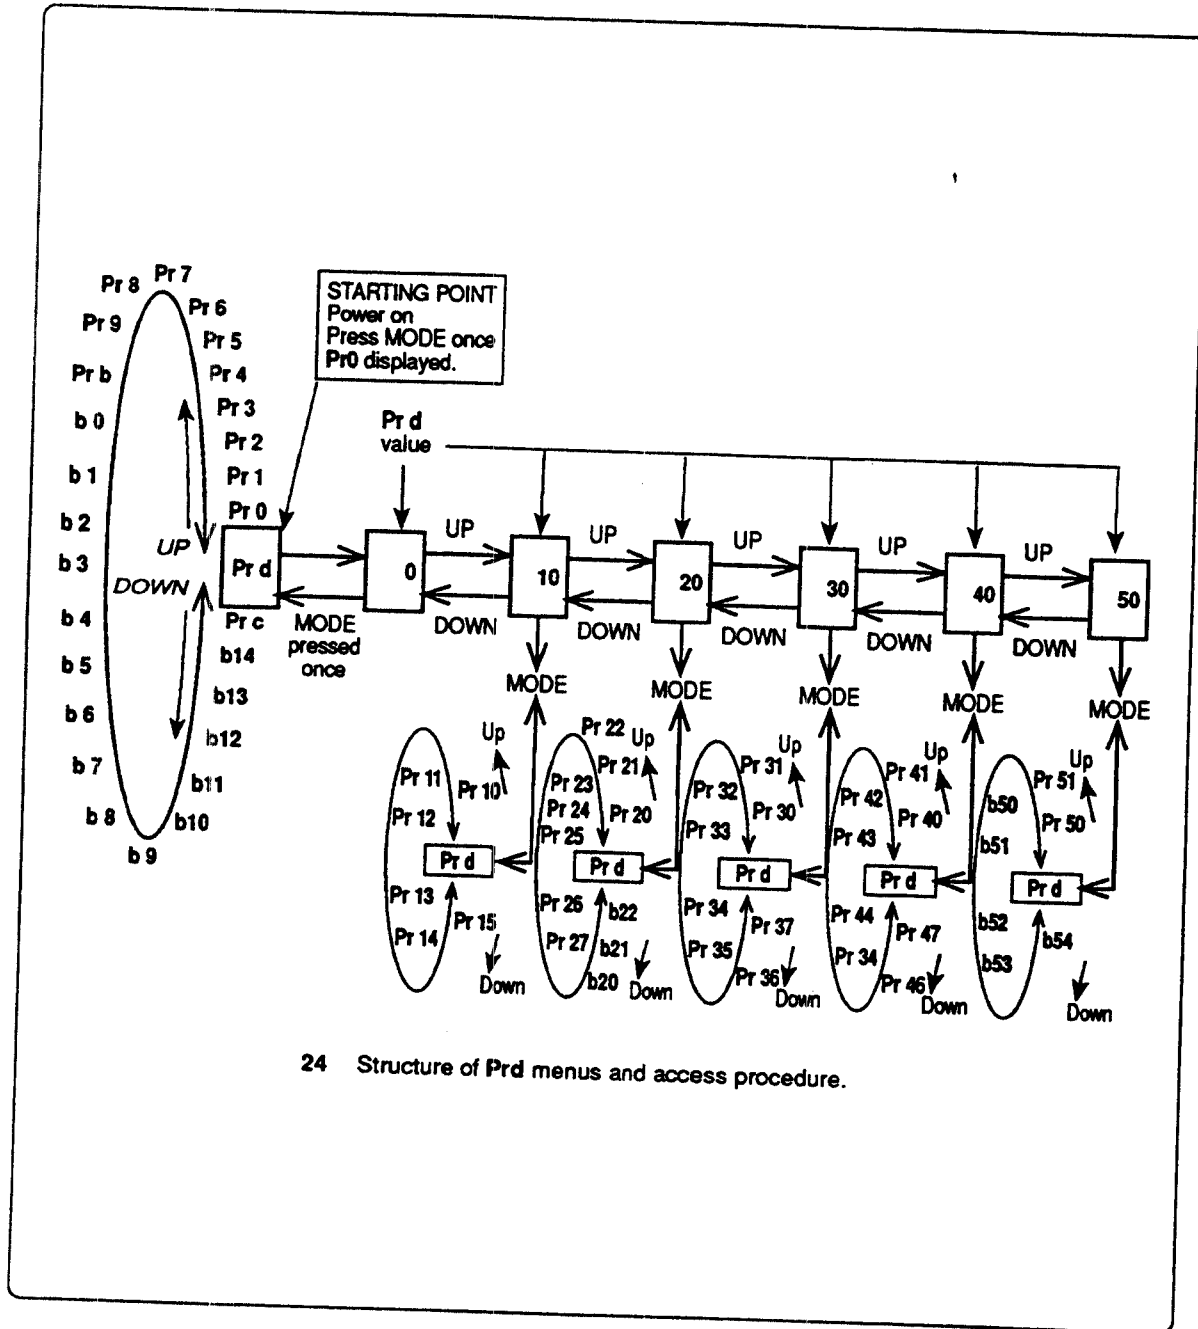 Pr 7
Pr 8
Pr 6
Pr 9
Pr 5
Pr b
Pr 4
b 0
Pr 3
Pr 2
b 1
Pr 1
b 2
Pr 0
b 3
UP
DOWN
Pr d
b 4
Pr c
b 5
b14
b 6
b13
b 7
b12
b 8
b11
b10
b 9
STARTING POINT
Power on
Press MODE once
Pr0 displayed.
Pr d
value
0
UP
10
UP
20
UP
30
UP
40
UP
50
MODE
pressed
once
DOWN
DOWN
DOWN
DOWN
DOWN
MODE
MODE
MODE
MODE
MODE
Up
Pr 11
Pr 10
Pr 12
Pr d
Pr 13
Pr 15
Pr 14
Down
Pr 22
Up
Pr 21
Pr 23
Pr 24
Pr 20
Pr 25
Pr d
Pr 26
b22
Pr 27
b21
b20
Down
Up
Pr 31
Pr 32
Pr 30
Pr 33
Pr d
Pr 34
Pr 37
Pr 35
Pr 36
Down
Up
Pr 41
Pr 42
Pr 40
Pr 43
Pr d
Pr 44
Pr 47
Pr 34
Pr 46
Down
Up
Pr 51
b50
Pr 50
b51
Pr d
b52
b54
b53
Down
24 Structure of Prd menus and access procedure.